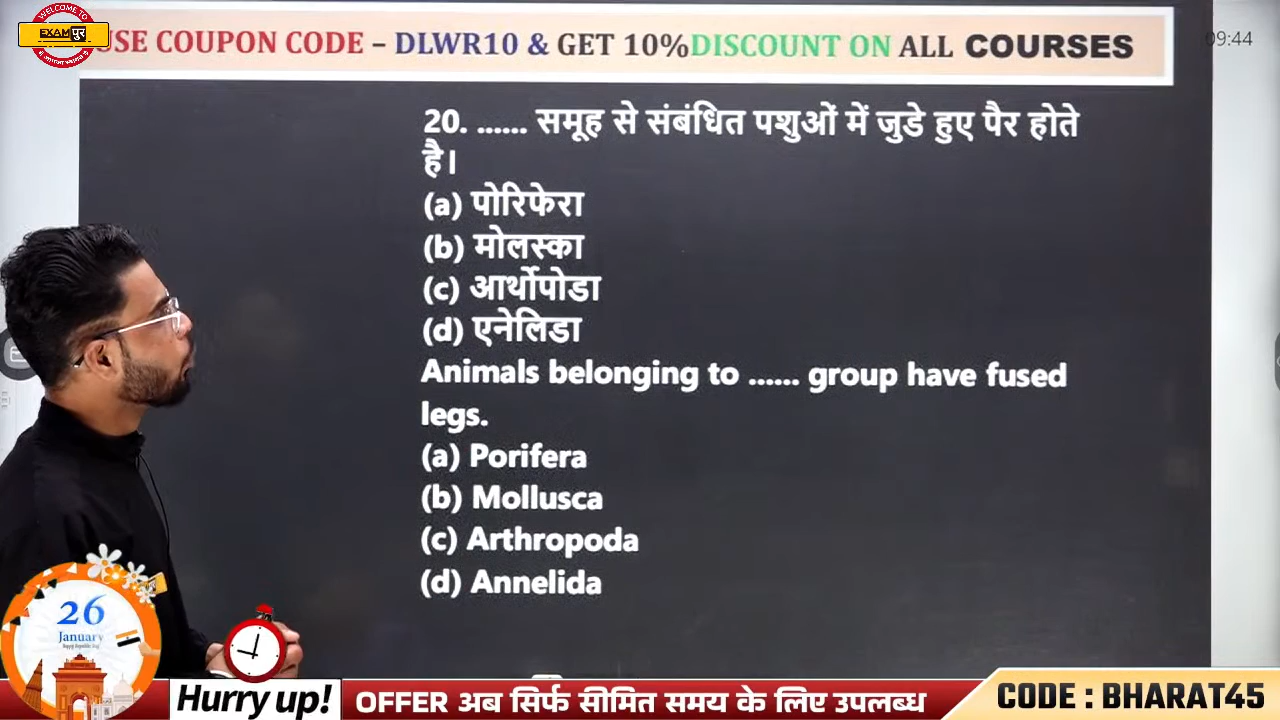 WELCOME TO
EXAMपुर
USE COUPON CODE – DLWR10 & GET 10%DISCOUNT ON ALL COURSES
09:44
20. ...... समूह से संबंधित पशुओं में जुडे हुए पैर होते
है।
(a) पोरिफेरा
(b) मोलस्का
(c) आर्थोपोडा
(d) एनेलिडा
Animals belonging to ...... group have fused
legs.
(a) Porifera
(b) Mollusca
(c) Arthropoda
(d) Annelida
26
January
Hurry up!
OFFER अब सिर्फ सीमित समय के लिए उपलब्ध
CODE : BHARAT45